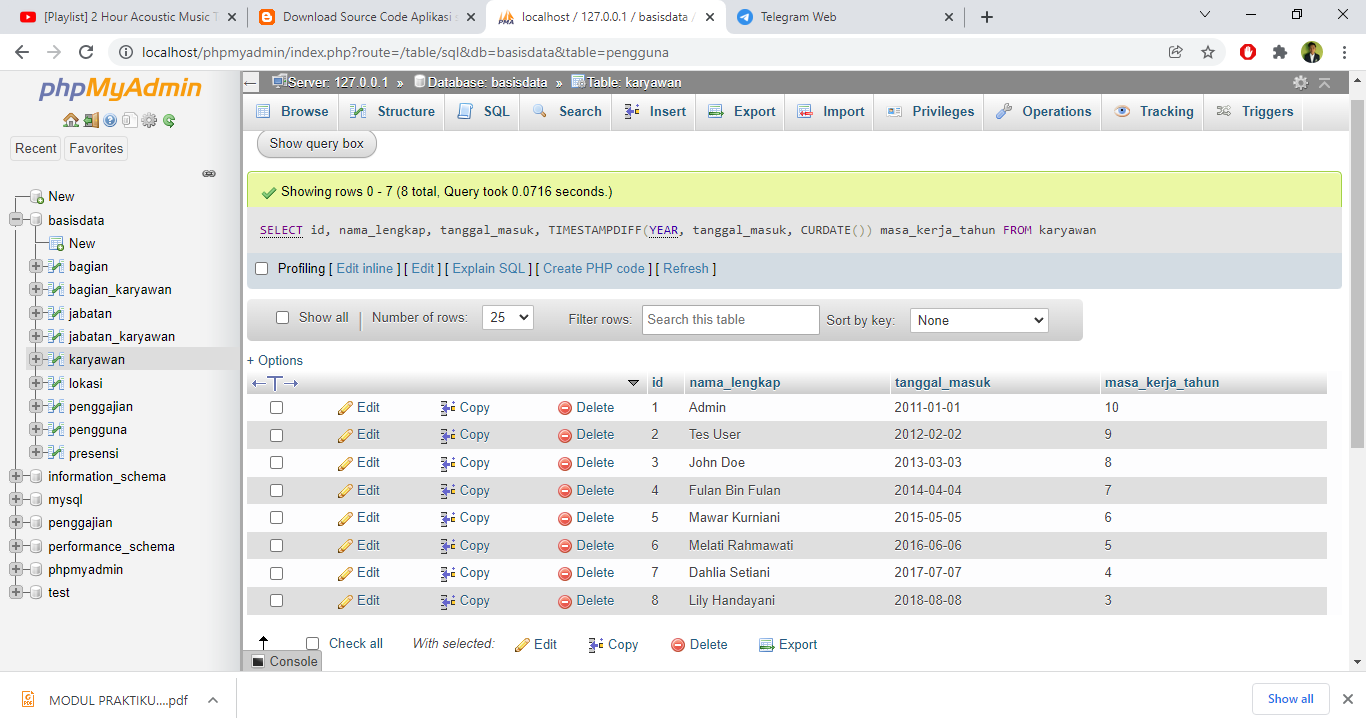 [Playlist] 2 Hour Acoustic Music T
Download Source Code Aplikasi s
localhost / 127.0.0.1 / basisdata /
Telegram Web
localhost/phpmyadmin/index.php?route=/table/sql&db=basisdata&table=pengguna
phpMyAdmin
Recent Favorites
New
basisdata
New
bagian
bagian_karyawan
jabatan
jabatan_karyawan
karyawan
lokasi
penggajian
pengguna
presensi
information_schema
mysql
penggajian
performance_schema
phpmyadmin
test
Server: 127.0.0.1 » Database: basisdata » Table: karyawan
Browse Structure SQL Search Insert Export Import Privileges Operations Tracking Triggers
Show query box
Showing rows 0 - 7 (8 total, Query took 0.0716 seconds.)
SELECT id, nama_lengkap, tanggal_masuk, TIMESTAMPDIFF(YEAR, tanggal_masuk, CURDATE()) masa_kerja_tahun FROM karyawan
Profiling [ Edit inline ] [ Edit ] [ Explain SQL ] [ Create PHP code ] [ Refresh ]
Show all | Number of rows: 25 Filter rows: Search this table Sort by key: None
+ Options
←T→ id nama_lengkap tanggal_masuk masa_kerja_tahun
Edit Copy Delete 1 Admin 2011-01-01 10
Edit Copy Delete 2 Tes User 2012-02-02 9
Edit Copy Delete 3 John Doe 2013-03-03 8
Edit Copy Delete 4 Fulan Bin Fulan 2014-04-04 7
Edit Copy Delete 5 Mawar Kurniani 2015-05-05 6
Edit Copy Delete 6 Melati Rahmawati 2016-06-06 5
Edit Copy Delete 7 Dahlia Setiani 2017-07-07 4
Edit Copy Delete 8 Lily Handayani 2018-08-08 3
Check all With selected: Edit Copy Delete Export
Console
MODUL PRAKTIKU....pdf
Show all